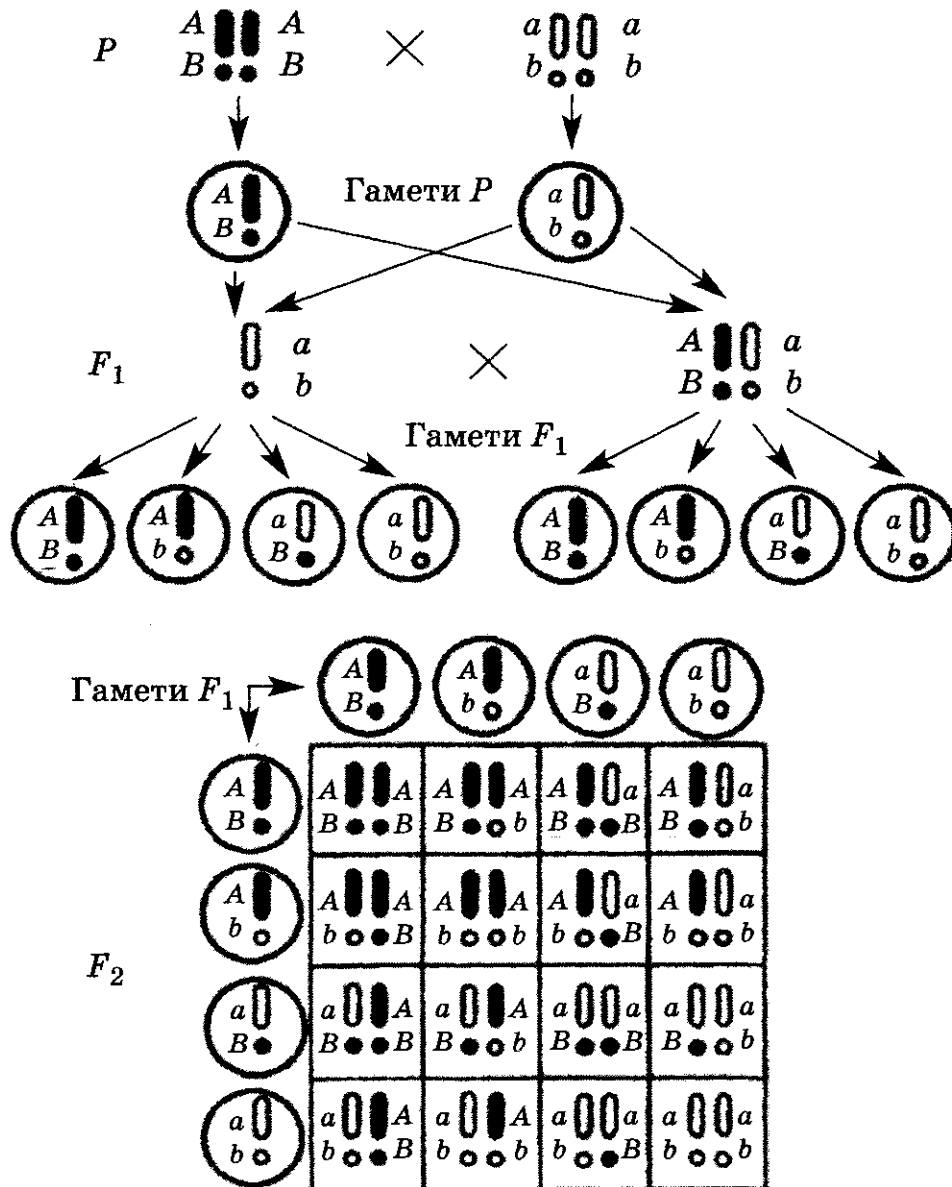 A A a a
P
B B b b
A Гамети P a
B b
a A a
F1
b B b
Гамети F1
A A a a A A a a
B b B b B b B b
A A a a
Гамети F1
B b B b
A A A A A A a A a
B B B B b B B B b
A A A A A A a A a
b b B b b b B b b
F2
a a A a A a a a a
B B B B b B B B b
a a A a A a a a a
b b B b b b B b b